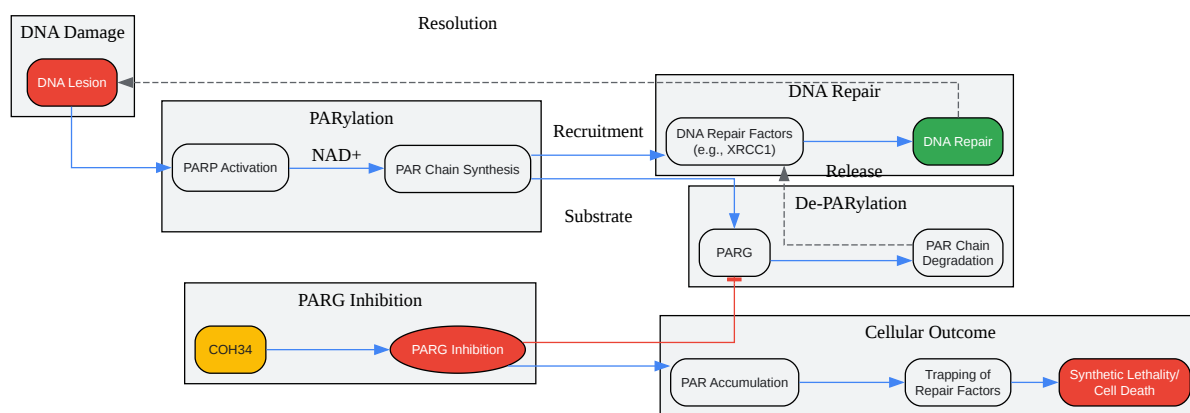 Resolution
DNA Damage
DNA Lesion
DNA Repair
PARylation
DNA Repair Factors
(e.g., XRCC1)
DNA Repair
Recruitment
NAD+
PARP Activation
PAR Chain Synthesis
Release
De-PARylation
Substrate
PARG
PAR Chain
Degradation
PARG Inhibition
COH34
PARG Inhibition
Cellular Outcome
PAR Accumulation
Trapping of
Repair Factors
Synthetic Lethality/
Cell Death